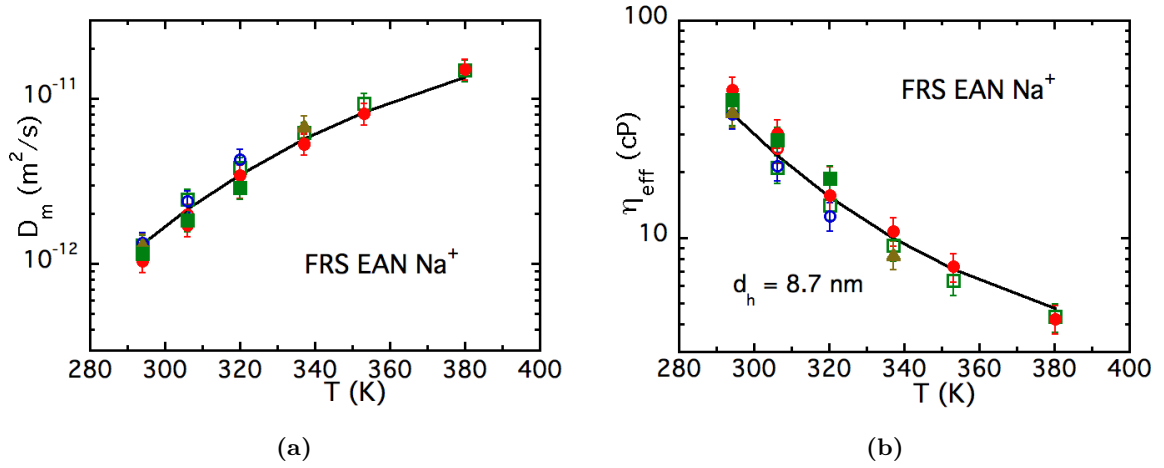 10⁻¹¹
10⁻¹²
D_m (m²/s)
FRS EAN Na⁺
280 300 320 340 360 380 400
T (K)
(a)
100
10
η_eff (cP)
FRS EAN Na⁺
d_h = 8.7 nm
280 300 320 340 360 380 400
T (K)
(b)